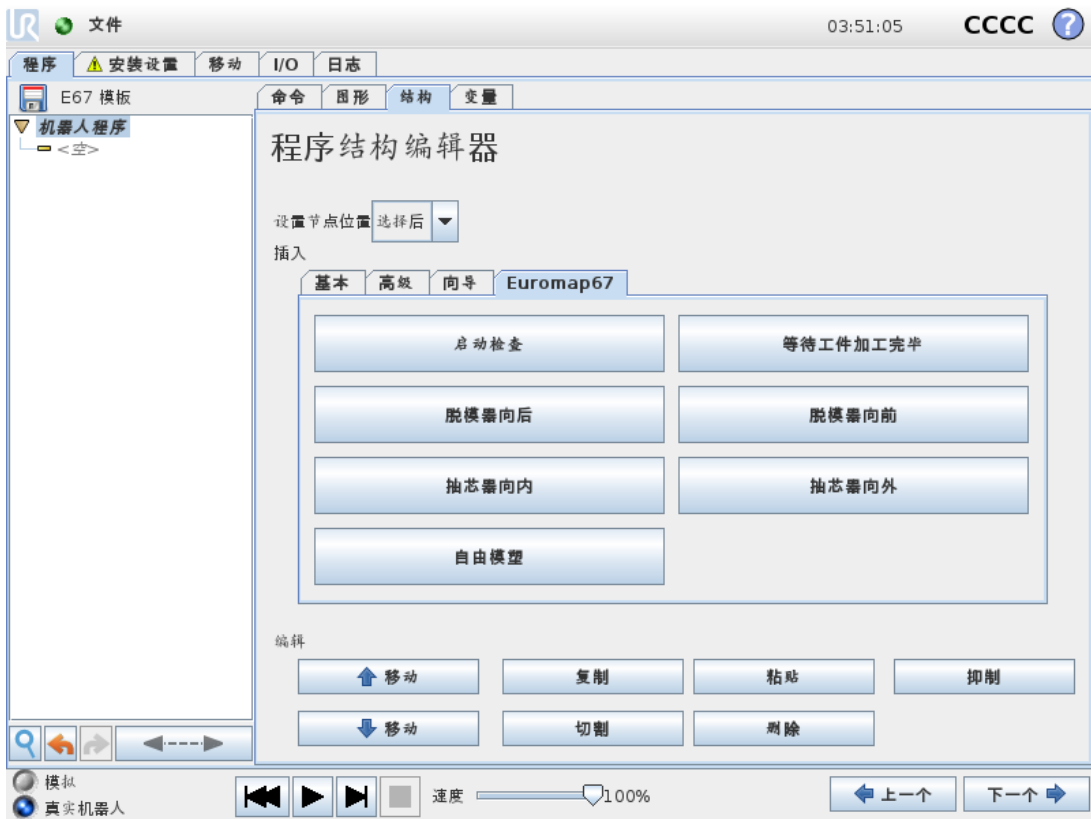 UR 文件 03:51:05 CCCC ?
程序 安装设置 移动 I/O 日志
E67 模板
命令 图形 结构 变量
机器人程序
<空>
程序结构编辑器
设置节点位置 选择后
插入
基本 高级 向导 Euromap67
启动检查 等待工件加工完毕
脱模器向后 脱模器向前
抽芯器向内 抽芯器向外
自由模塑
编辑
移动 复制 粘贴 抑制
移动 切割 删除
模拟
真实机器人
速度 100%
上一个 下一个